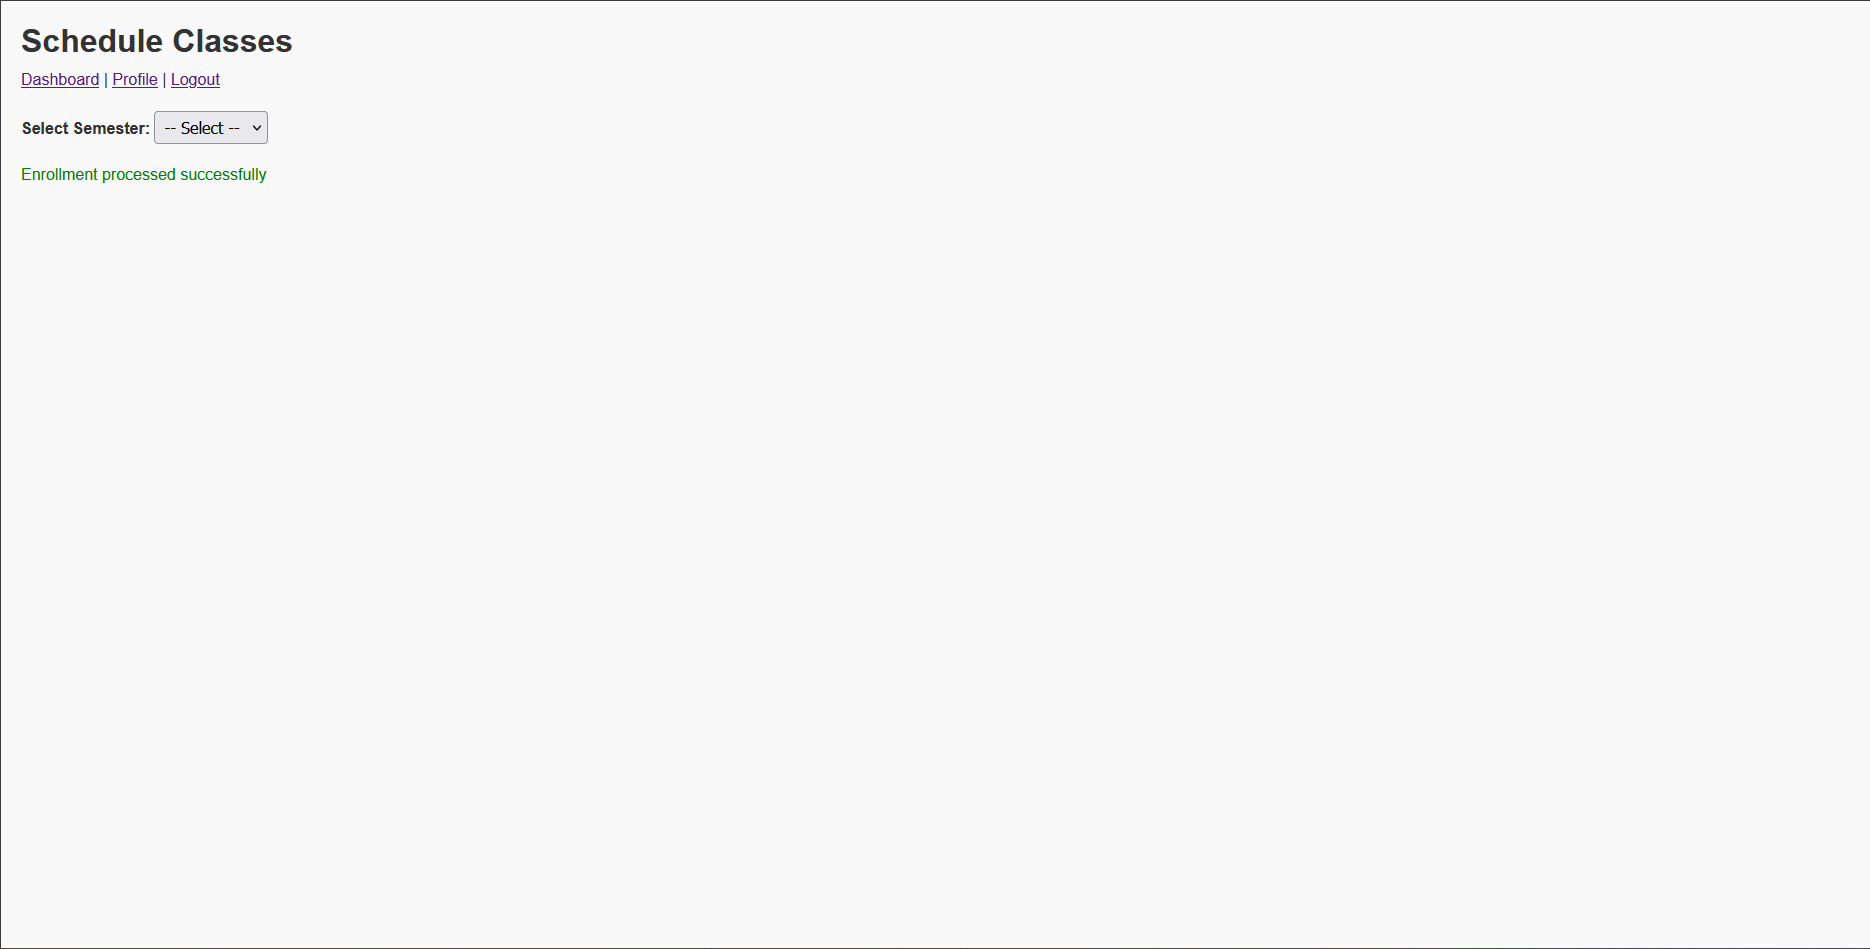 Schedule Classes
Dashboard | Profile | Logout
Select Semester: -- Select --
Enrollment processed successfully